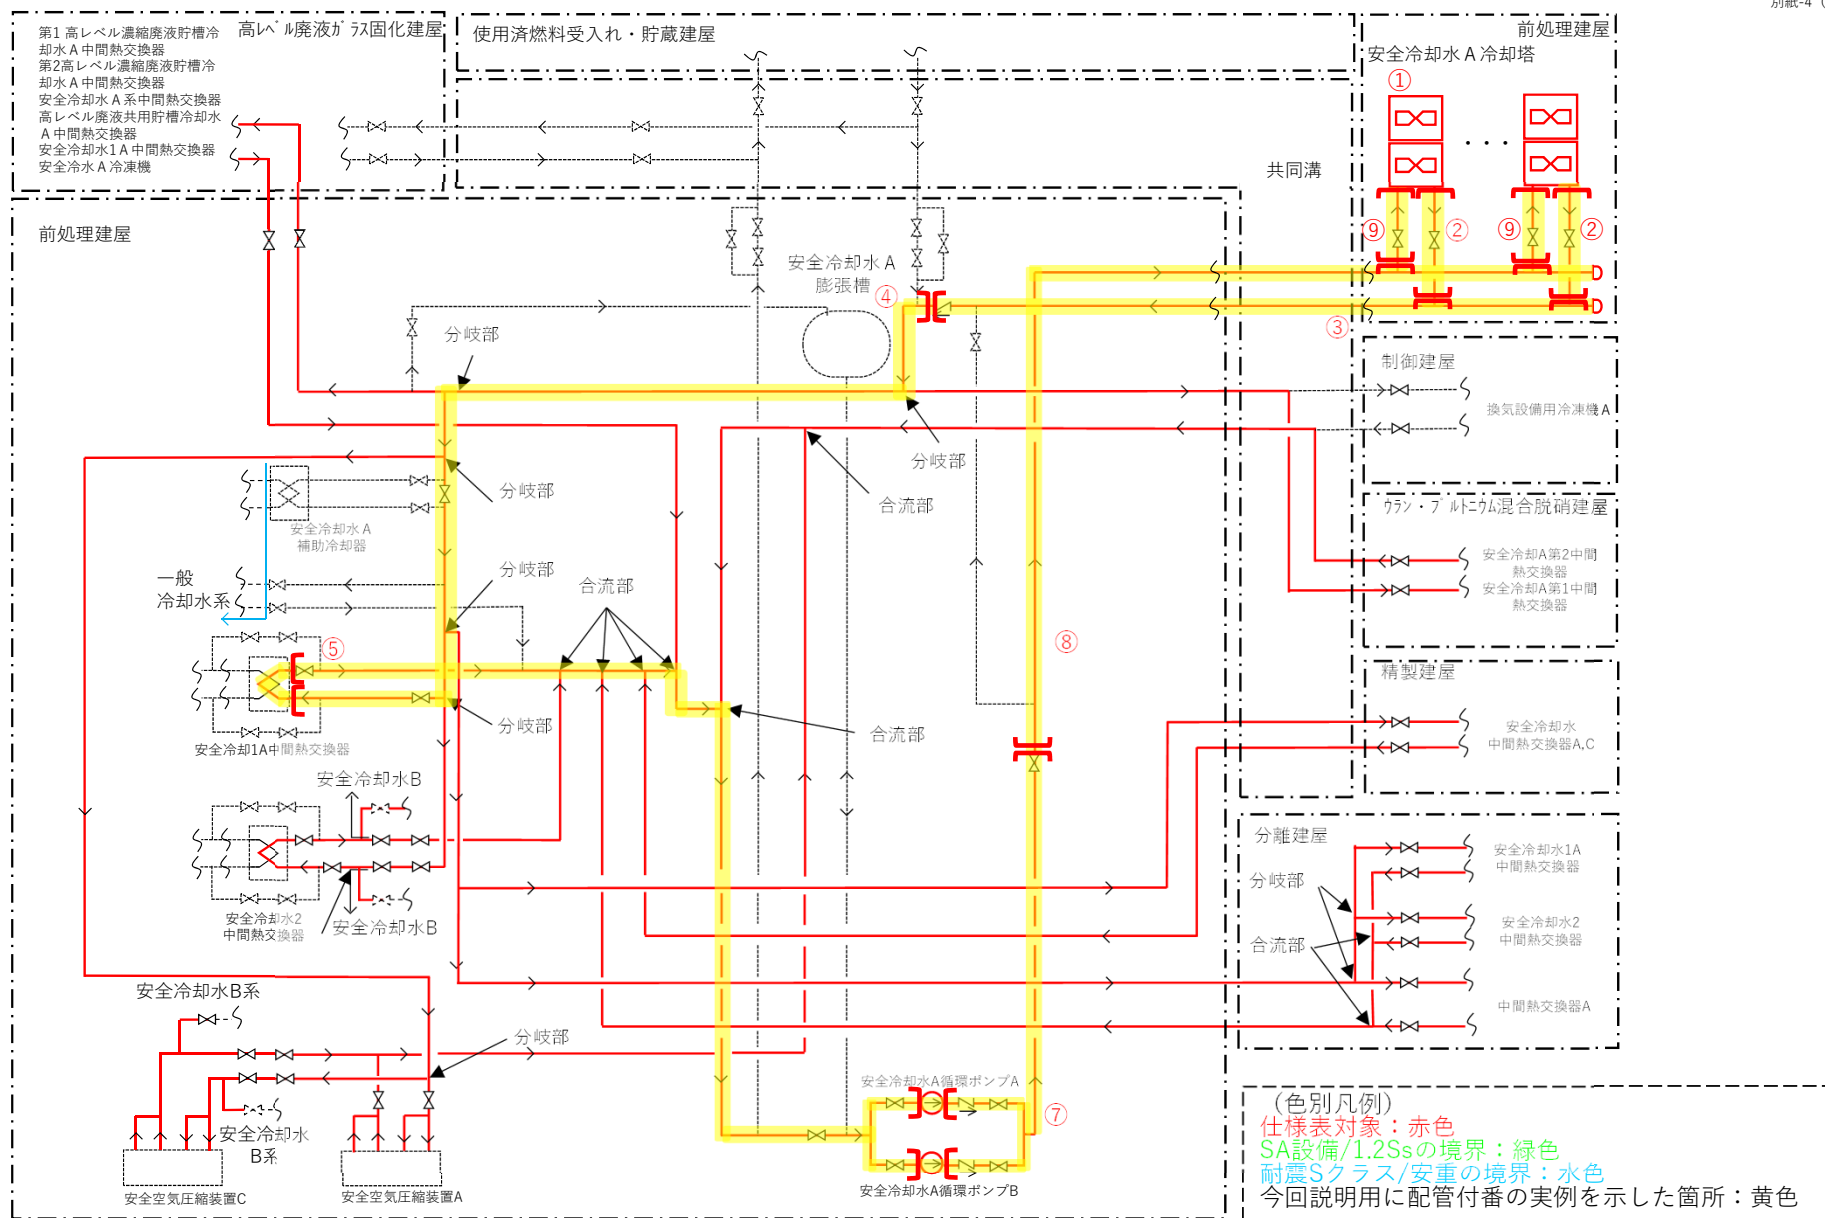 別紙-4（
第1 高レベル濃縮廃液貯槽冷
却水Ａ中間熱交換器
第2高レベル濃縮廃液貯槽冷
却水Ａ中間熱交換器
安全冷却水Ａ系中間熱交換器
高レベル廃液共用貯槽冷却水
Ａ中間熱交換器
安全冷却水1Ａ中間熱交換器
安全冷水Ａ冷凍機
高ﾚﾍﾞﾙ廃液ｶﾞﾗｽ固化建屋
使用済燃料受入れ・貯蔵建屋
前処理建屋
安全冷却水Ａ冷却塔
①
・・・
共同溝
⑨
②
⑨
②
前処理建屋
安全冷却水Ａ
膨張槽
④
③
分岐部
制御建屋
換気設備用冷凍機Ａ
分岐部
合流部
分岐部
安全冷却水Ａ
補助冷却器
ｳﾗﾝ・ﾌﾟﾙﾄﾆｳﾑ混合脱硝建屋
安全冷却A第2中間
熱交換器
安全冷却A第1中間
熱交換器
一般
冷却水系
分岐部
合流部
⑤
⑧
精製建屋
安全冷却水
中間熱交換器A,C
分岐部
合流部
安全冷却1A中間熱交換器
安全冷却水B
安全冷却水2
中間熱交換器
安全冷却水B
分離建屋
安全冷却水1A
中間熱交換器
分岐部
安全冷却水2
中間熱交換器
合流部
中間熱交換器A
安全冷却水B系
分岐部
安全冷却水
B系
安全冷却水A循環ポンプA
⑦
安全冷却水A循環ポンプB
安全空気圧縮装置C
安全空気圧縮装置A
（色別凡例）
仕様表対象：赤色
SA設備/1.2Ssの境界：緑色
耐震Sクラス/安重の境界：水色
今回説明用に配管付番の実例を示した箇所：黄色